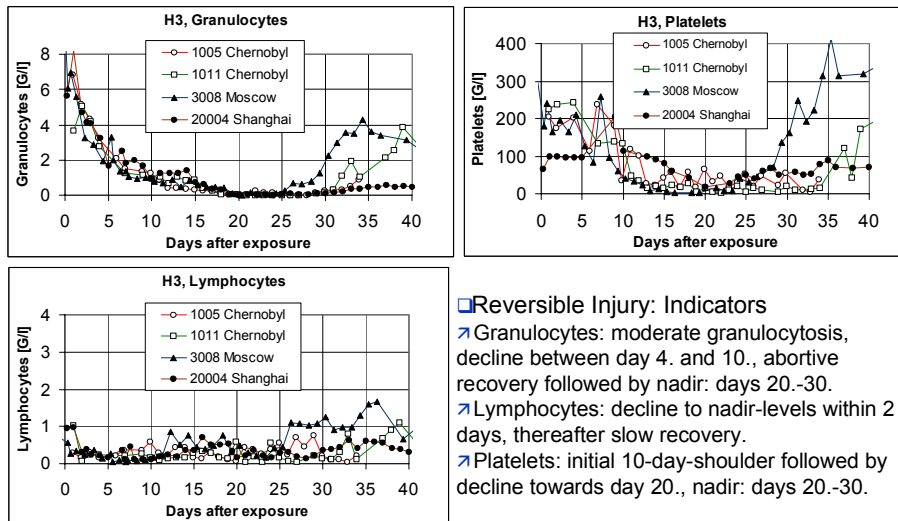 H3, Granulocytes
Granulocytes [G/l]
8
6
4
2
0
1005 Chernobyl
1011 Chernobyl
3008 Moscow
20004 Shanghai
0 5 10 15 20 25 30 35 40
Days after exposure
H3, Platelets
Platelets [G/l]
400
300
200
100
0
1005 Chernobyl
1011 Chernobyl
3008 Moscow
20004 Shanghai
0 5 10 15 20 25 30 35 40
Days after exposure
H3, Lymphocytes
Lymphocytes [G/l]
4
3
2
1
0
1005 Chernobyl
1011 Chernobyl
3008 Moscow
20004 Shanghai
0 5 10 15 20 25 30 35 40
Days after exposure
❑Reversible Injury: Indicators
↗Granulocytes: moderate granulocytosis,
decline between day 4. and 10., abortive
recovery followed by nadir: days 20.-30.
↗Lymphocytes: decline to nadir-levels within 2
days, thereafter slow recovery.
↗Platelets: initial 10-day-shoulder followed by
decline towards day 20., nadir: days 20.-30.